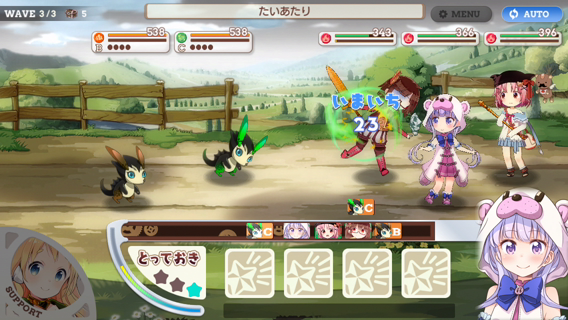 WAVE 3/3 5
たいあたり
MENU
AUTO
538
B
538
C
343
366
396
いまいち
23
C
C
B
とっておき
SUPPORT